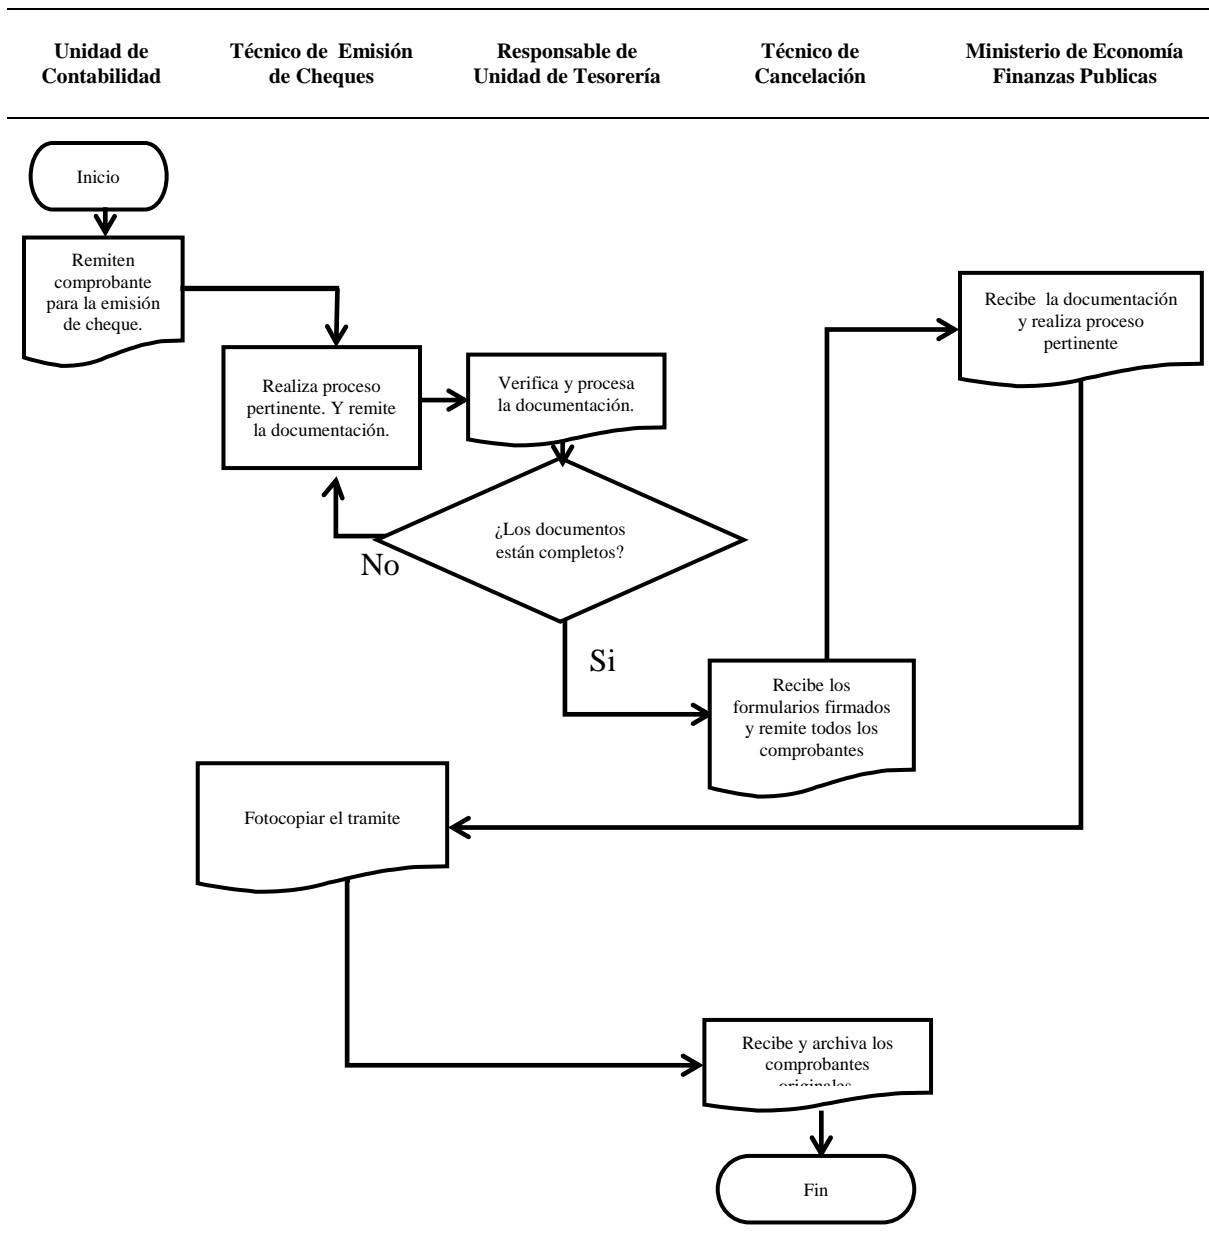 Unidad de
Contabilidad
Técnico de Emisión
de Cheques
Responsable de
Unidad de Tesorería
Técnico de
Cancelación
Ministerio de Economía
Finanzas Publicas
Inicio
Remiten
comprobante
para la emisión
de cheque.
Realiza proceso
pertinente. Y remite
la documentación.
Verifica y procesa
la documentación.
Recibe la documentación
y realiza proceso
pertinente
¿Los documentos
están completos?
No
Si
Recibe los
formularios firmados
y remite todos los
comprobantes
Fotocopiar el tramite
Recibe y archiva los
comprobantes
originales
Fin